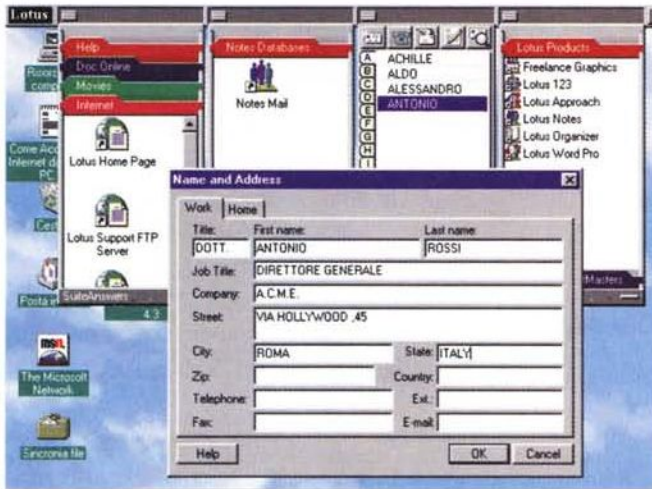 Lotus
Help
Doc Online
Movies
Internet
Lotus Home Page
Lotus Support FTP
Server
SuiteAnswers
4.3
Notes Databases
Notes Mail
A
B
C
D
E
F
G
H
I
ACHILLE
ALDO
ALESSANDRO
ANTONIO
Lotus Products
Freelance Graphics
Lotus 123
Lotus Approach
Lotus Notes
Lotus Organizer
Lotus Word Pro
Internet
PC
Posta in
msn
The Microsoft
Network
Sincronia file
Name and Address
Work Home
Title: First name: Last name:
DOTT. ANTONIO ROSSI
Job Title: DIRETTORE GENERALE
Company: A.C.M.E.
Street: VIA HOLLYWOOD ,45
City: ROMA State: ITALY
Zip: Country:
Telephone: Ext.:
Fax: E-mail:
Help OK Cancel